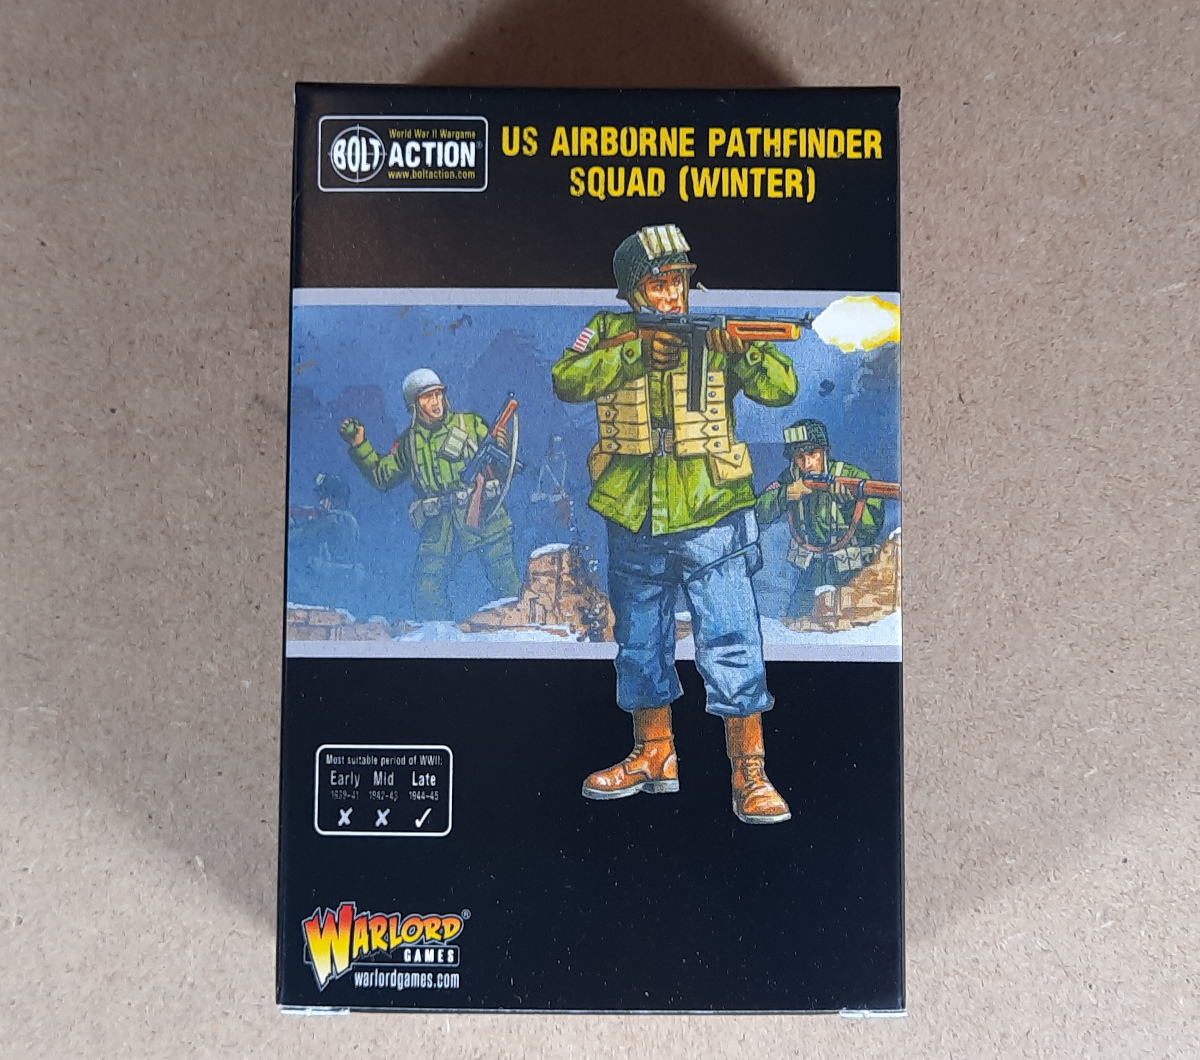 World War II Wargame
BOLT ACTION®
www.boltaction.com
US AIRBORNE PATHFINDER
SQUAD (WINTER)
Most suitable period of WWII:
Early Mid Late
1939-41 1942-43 1944-45
✗ ✗ ✓
WARLORD®
GAMES
warlordgames.com